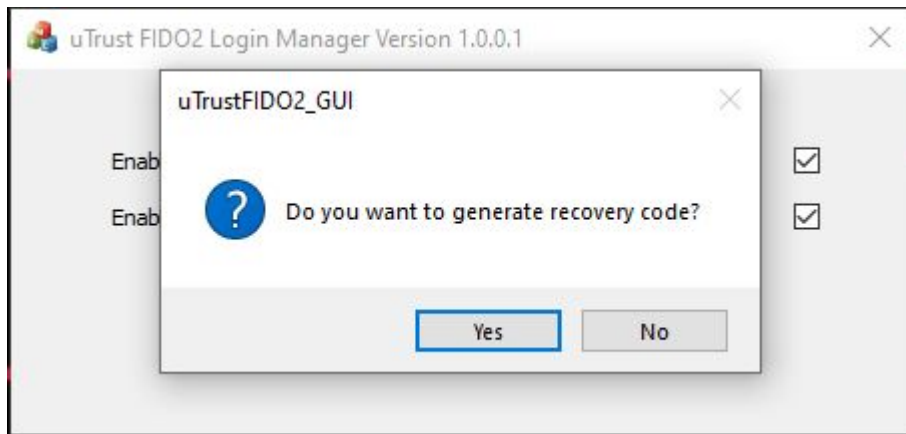 uTrust FIDO2 Login Manager Version 1.0.0.1
uTrustFIDO2_GUI
Enab
Do you want to generate recovery code?
Enab
Yes
No